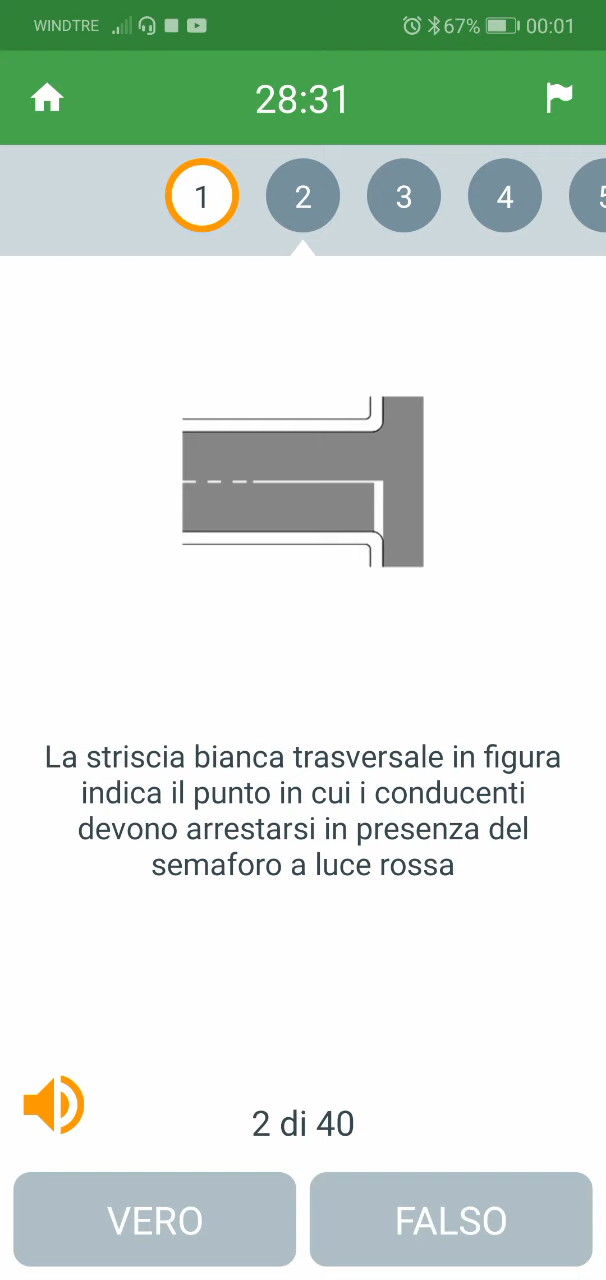 WINDTRE 67% 00:01
28:31
1 2 3 4 5
La striscia bianca trasversale in figura
indica il punto in cui i conducenti
devono arrestarsi in presenza del
semaforo a luce rossa
2 di 40
VERO FALSO